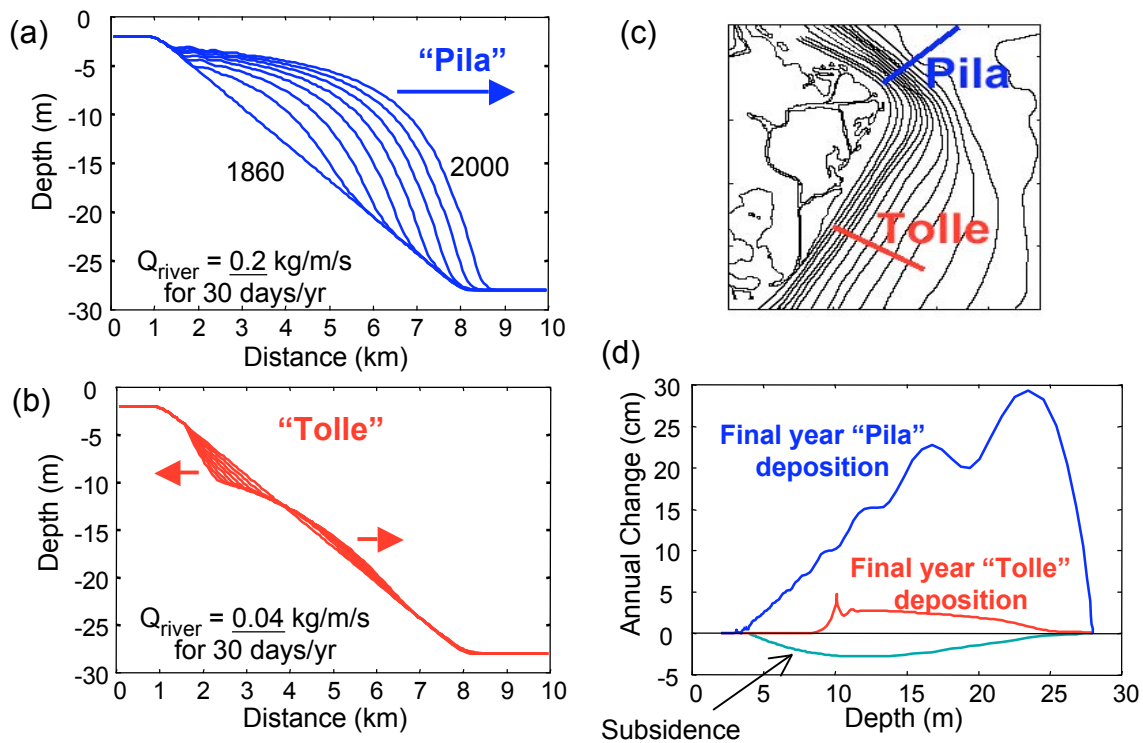 (a)
0
-5
-10
-15
-20
-25
-30
Depth (m)
“Pila”
1860
2000
Qriver = 0.2 kg/m/s
for 30 days/yr
0 1 2 3 4 5 6 7 8 9 10
Distance (km)
(b)
0
-5
-10
-15
-20
-25
-30
Depth (m)
“Tolle”
Qriver = 0.04 kg/m/s
for 30 days/yr
0 1 2 3 4 5 6 7 8 9 10
Distance (km)
(c)
Pila
Tolle
(d)
30
25
20
15
10
5
0
-5
Annual Change (cm)
Final year “Pila”
deposition
Final year “Tolle”
deposition
Subsidence
5 10 15 20 25 30
Depth (m)